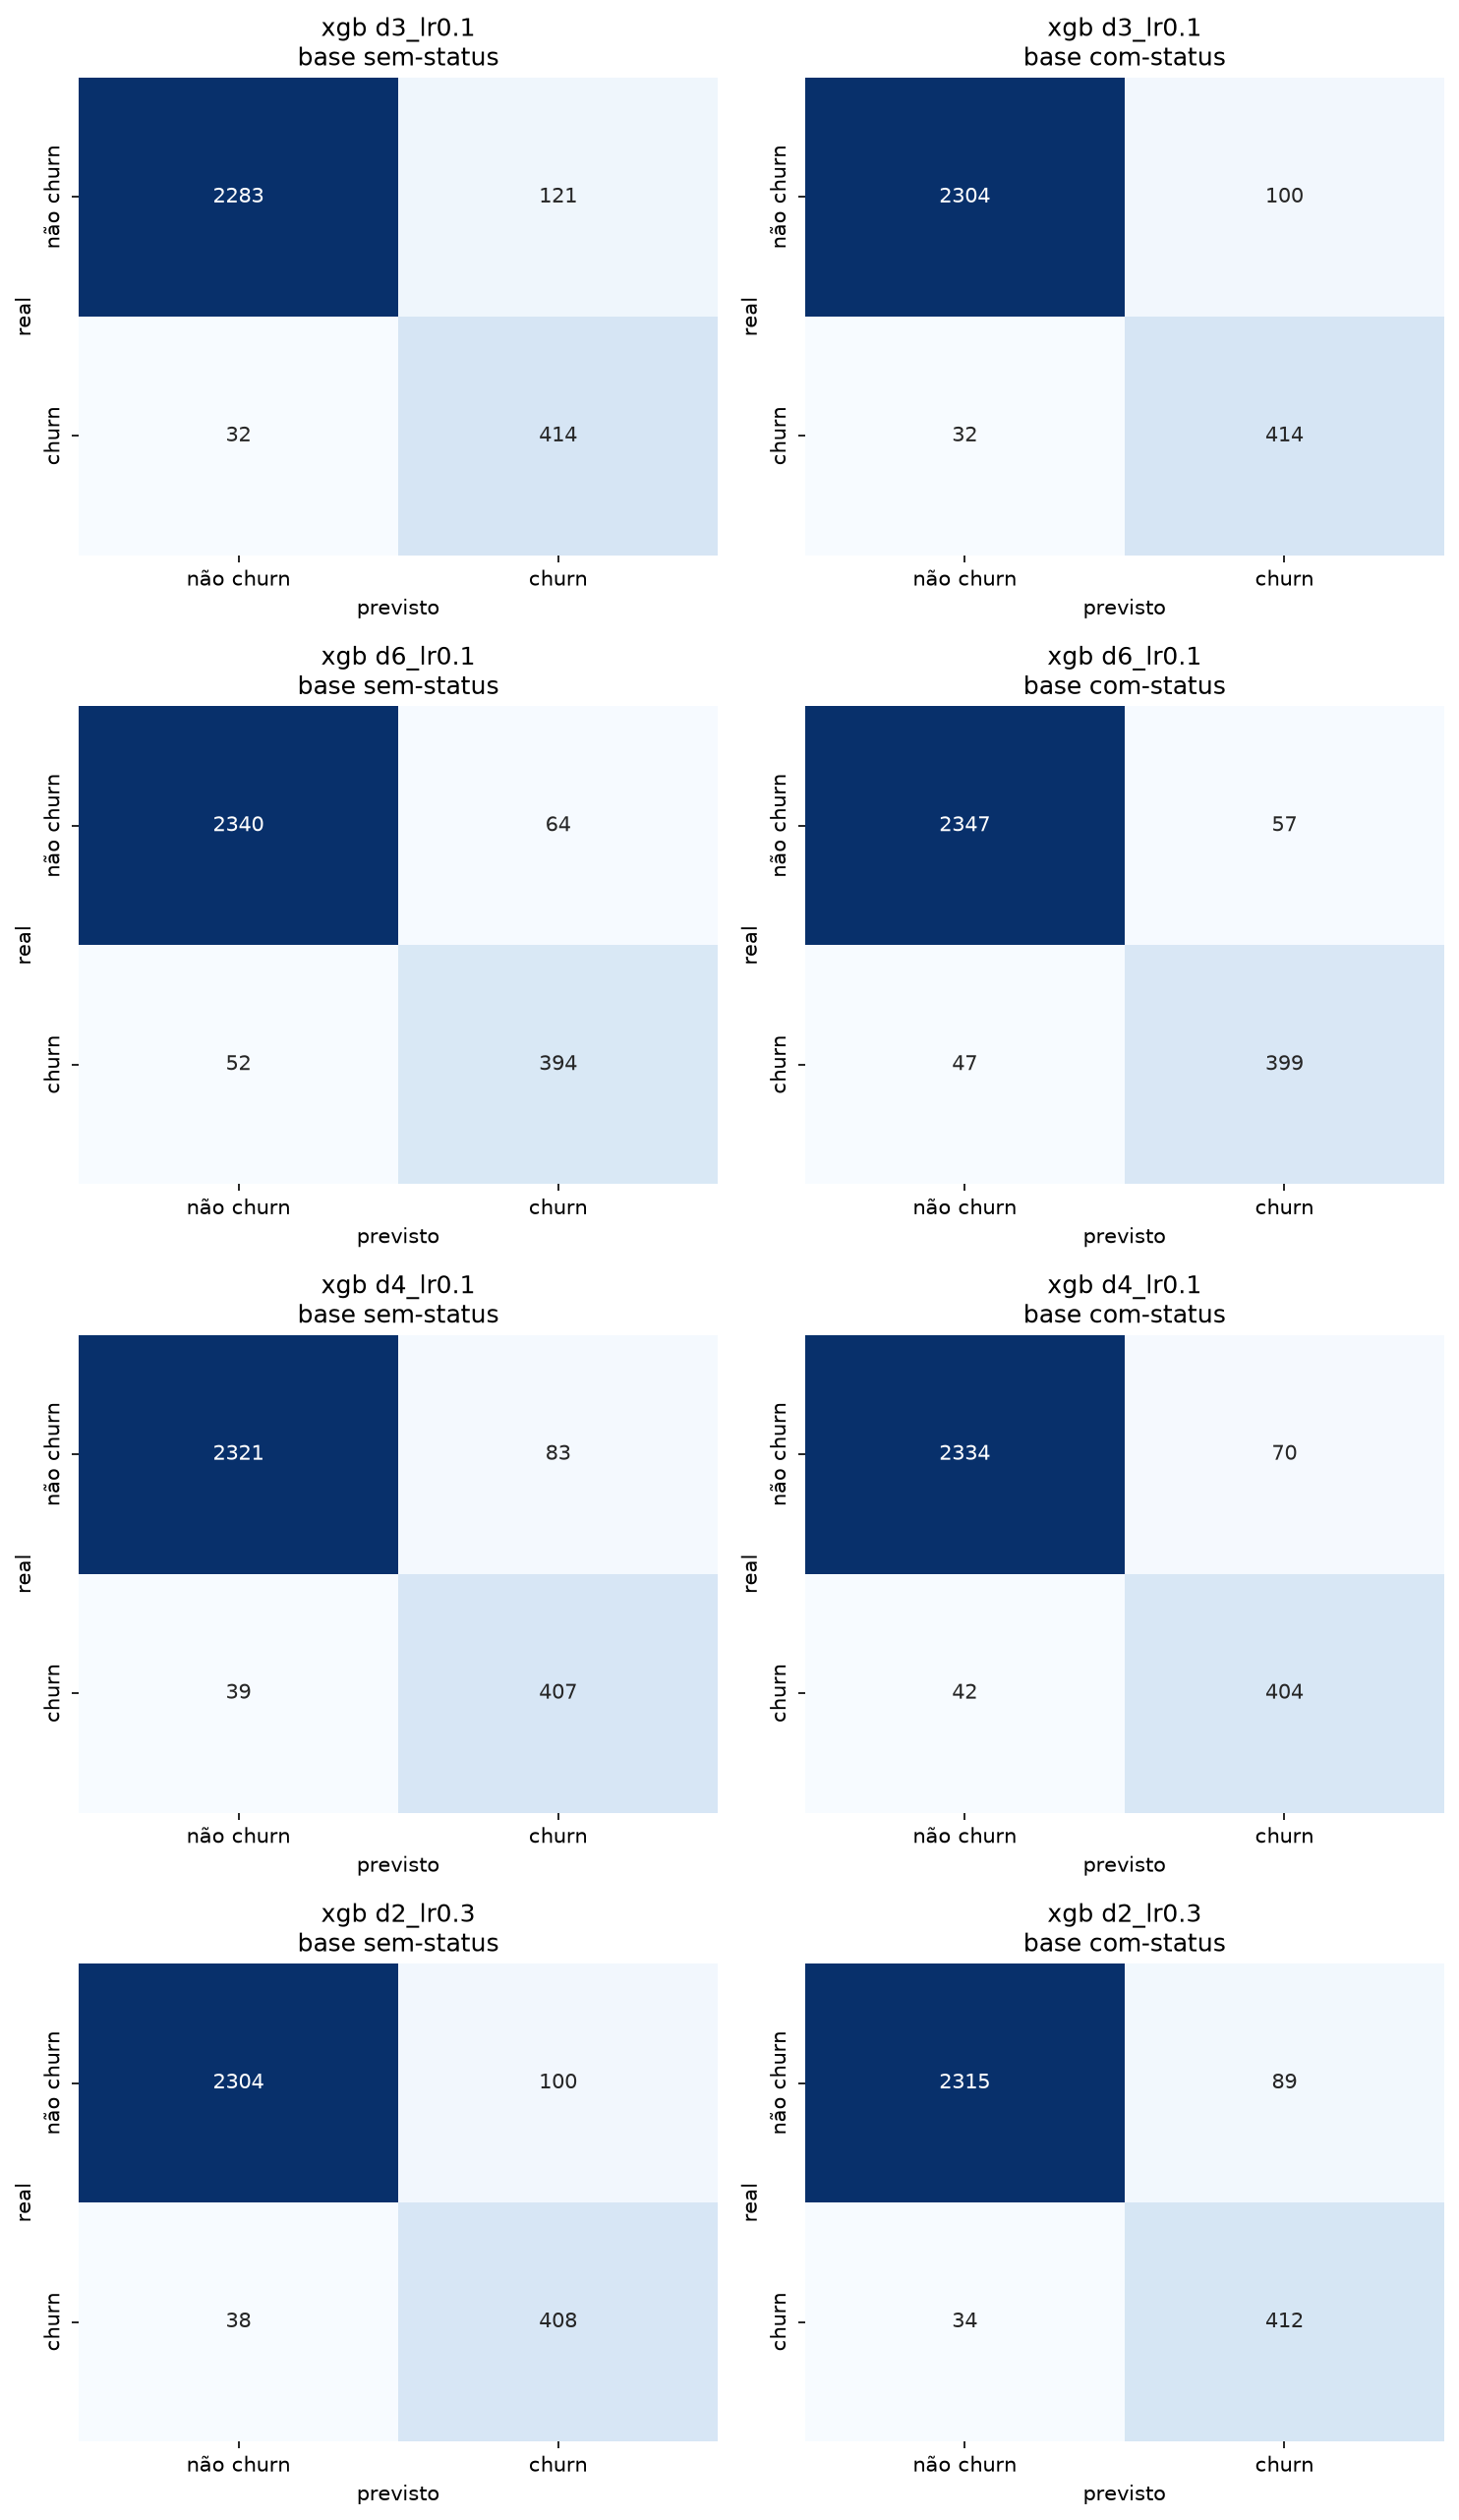 xgb d3_lr0.1
base sem-status
não churn
2283
121
real
churn
32
414
não churn
churn
previsto
xgb d3_lr0.1
base com-status
não churn
2304
100
real
churn
32
414
não churn
churn
previsto
xgb d6_lr0.1
base sem-status
não churn
2340
64
real
churn
52
394
não churn
churn
previsto
xgb d6_lr0.1
base com-status
não churn
2347
57
real
churn
47
399
não churn
churn
previsto
xgb d4_lr0.1
base sem-status
não churn
2321
83
real
churn
39
407
não churn
churn
previsto
xgb d4_lr0.1
base com-status
não churn
2334
70
real
churn
42
404
não churn
churn
previsto
xgb d2_lr0.3
base sem-status
não churn
2304
100
real
churn
38
408
não churn
churn
previsto
xgb d2_lr0.3
base com-status
não churn
2315
89
real
churn
34
412
não churn
churn
previsto